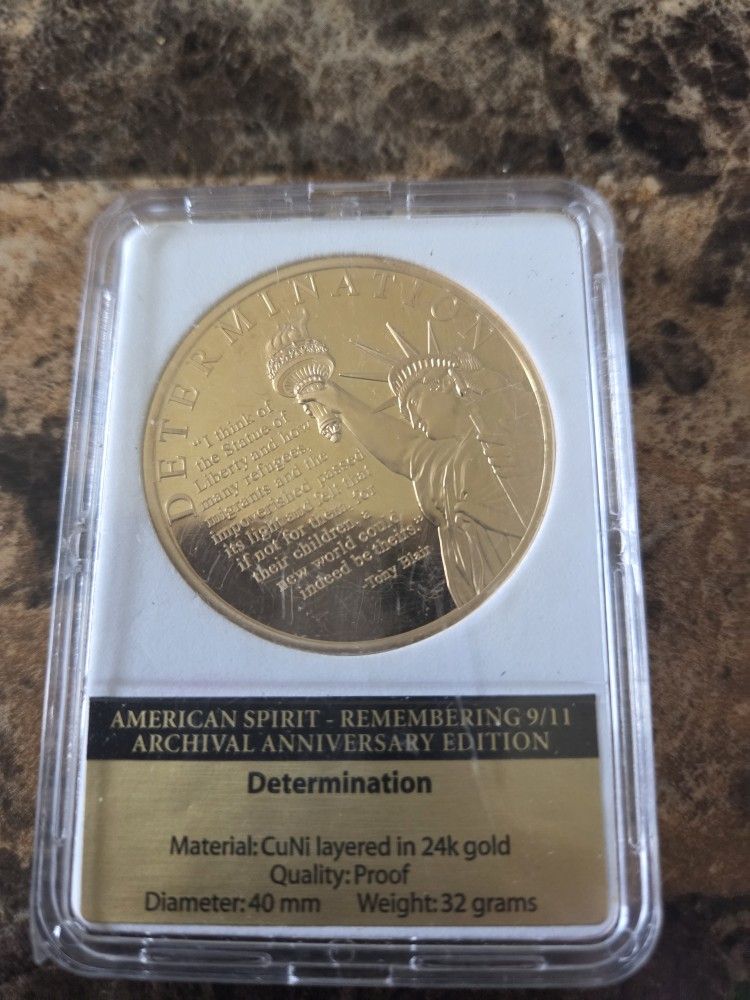 DETERMINATION
"I think of
the Statue of
Liberty and how
many refugees,
migrants and the
impoverished passed
its light and felt that
if not for them, for
their children, a
new world could
indeed be theirs."
-Tony Blair
AMERICAN SPIRIT - REMEMBERING 9/11
ARCHIVAL ANNIVERSARY EDITION
Determination
Material: CuNi layered in 24k gold
Quality: Proof
Diameter: 40 mm Weight: 32 grams